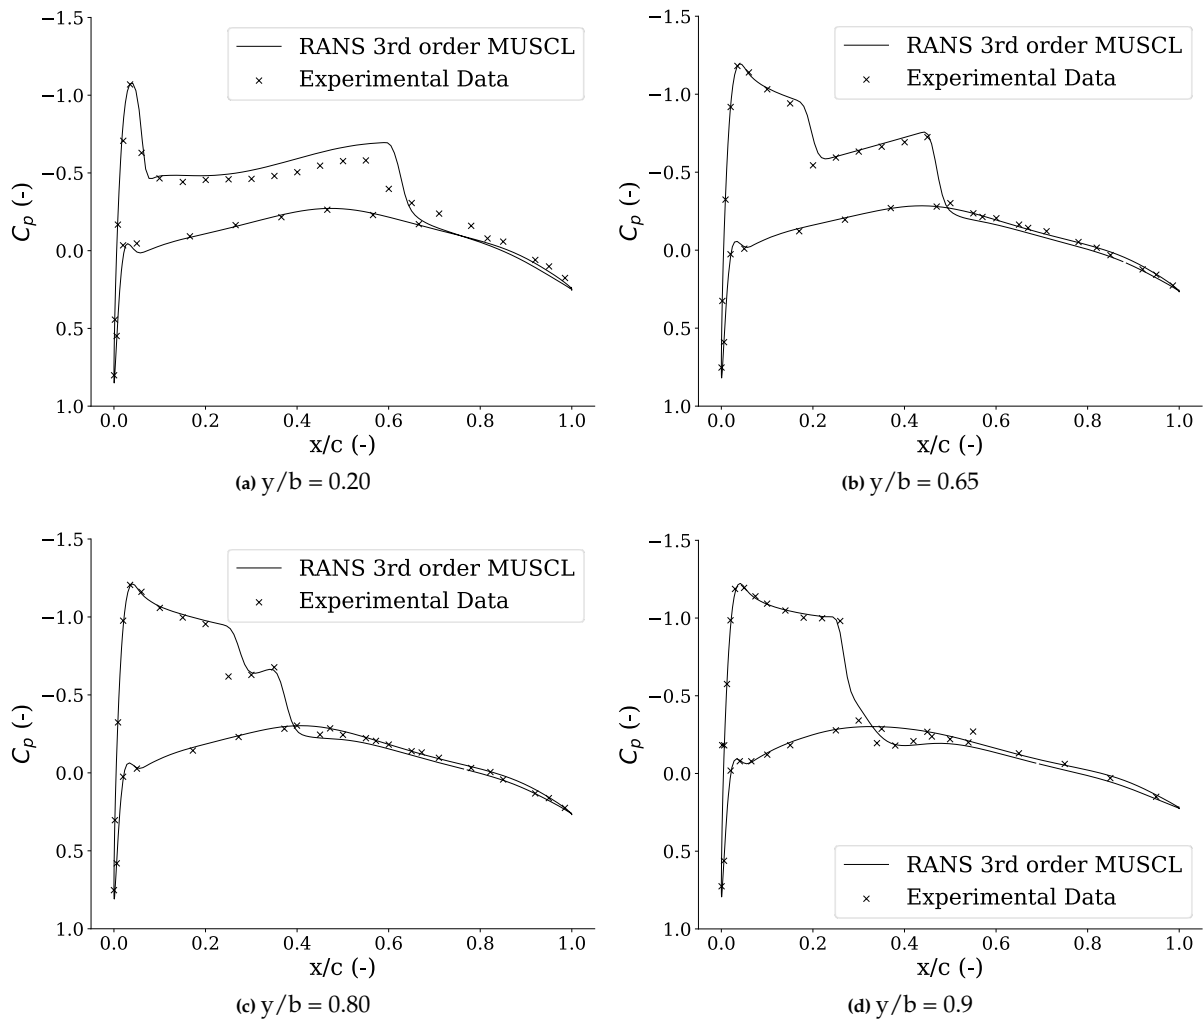 −1.5
−1.0
−0.5
0.0
0.5
1.0
C_p (-)
RANS 3rd order MUSCL
Experimental Data
0.0 0.2 0.4 0.6 0.8 1.0
x/c (-)
(a) y/b = 0.20
−1.5
−1.0
−0.5
0.0
0.5
1.0
C_p (-)
RANS 3rd order MUSCL
Experimental Data
0.0 0.2 0.4 0.6 0.8 1.0
x/c (-)
(b) y/b = 0.65
−1.5
−1.0
−0.5
0.0
0.5
1.0
C_p (-)
RANS 3rd order MUSCL
Experimental Data
0.0 0.2 0.4 0.6 0.8 1.0
x/c (-)
(c) y/b = 0.80
−1.5
−1.0
−0.5
0.0
0.5
1.0
C_p (-)
RANS 3rd order MUSCL
Experimental Data
0.0 0.2 0.4 0.6 0.8 1.0
x/c (-)
(d) y/b = 0.9